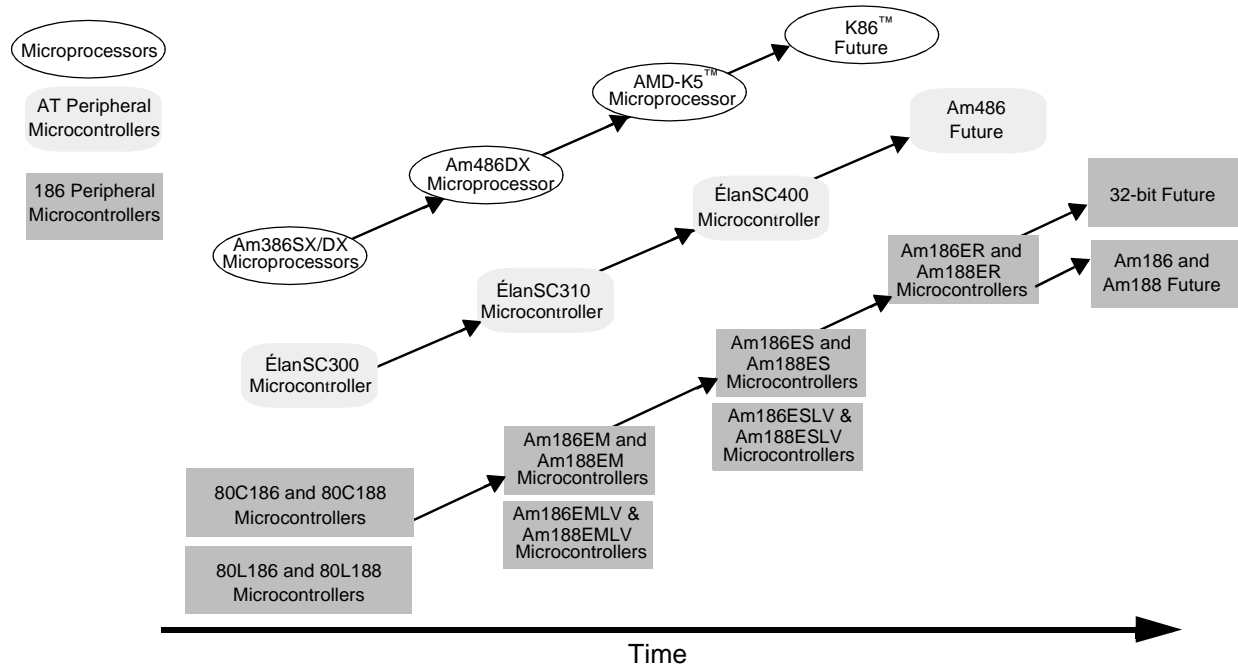 Microprocessors
AT Peripheral
Microcontrollers
186 Peripheral
Microcontrollers
K86™
Future
AMD-K5™
Microprocessor
Am486DX
Microprocessor
Am386SX/DX
Microprocessors
Am486
Future
ÉlanSC400
Microcontroller
ÉlanSC310
Microcontroller
ÉlanSC300
Microcontroller
32-bit Future
Am186 and
Am188 Future
Am186ER and
Am188ER
Microcontrollers
Am186ES and
Am188ES
Microcontrollers
Am186ESLV &
Am188ESLV
Microcontrollers
Am186EM and
Am188EM
Microcontrollers
Am186EMLV &
Am188EMLV
Microcontrollers
80C186 and 80C188
Microcontrollers
80L186 and 80L188
Microcontrollers
Time